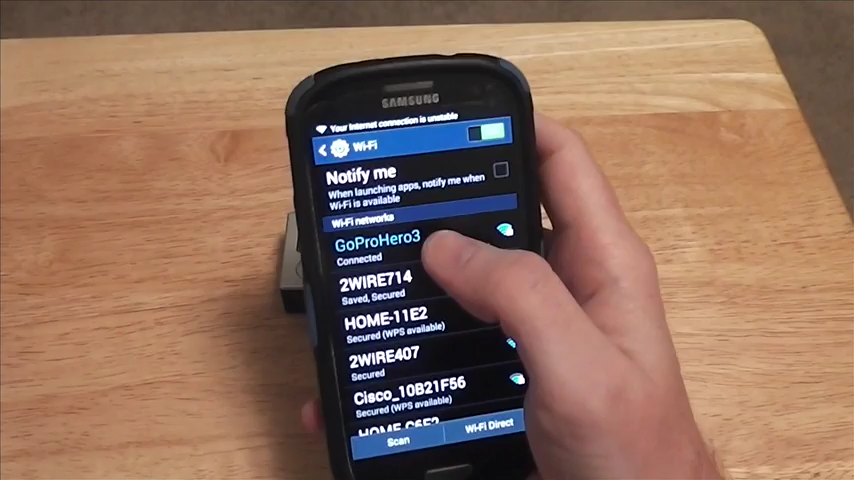 SAMSUNG
Your Internet connection is unstable
Wi-Fi
Notify me
When launching apps, notify me when
Wi-Fi is available
Wi-Fi networks
GoProHero3
Connected
2WIRE714
Saved, Secured
HOME-11E2
Secured (WPS available)
2WIRE407
Secured
Cisco_10B21F56
Secured (WPS available)
Scan
Wi-Fi Direct